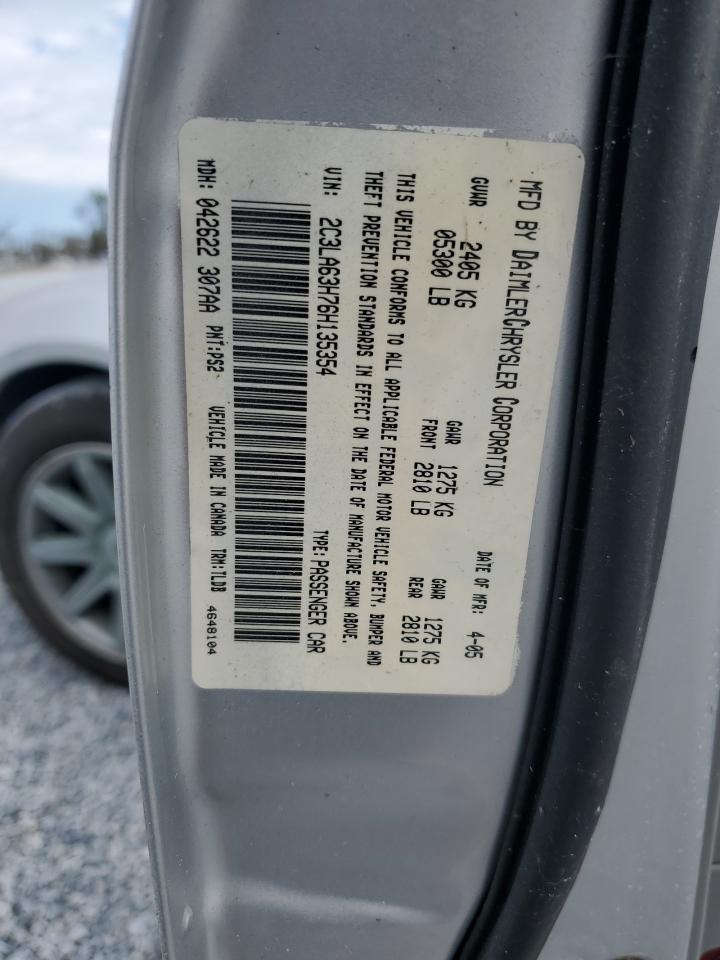 MFD BY DAIMLERCHRYSLER CORPORATION
DATE OF MFR: 4-05
GVWR: 2405 KG
05300 LB
GAWR FRONT 1275 KG
2810 LB
GAWR REAR 1275 KG
2810 LB
THIS VEHICLE CONFORMS TO ALL APPLICABLE FEDERAL MOTOR VEHICLE SAFETY, BUMPER AND
THEFT PREVENTION STANDARDS IN EFFECT ON THE DATE OF MANUFACTURE SHOWN ABOVE.
VIN: 2C3LA63H76H135354
TYPE: PASSENGER CAR
MDH: 042622 307AA PNT: PS2 VEHICLE MADE IN CANADA TRM: TLDB
4648104